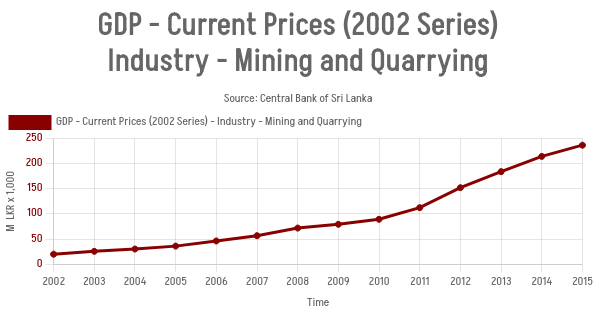 GDP - Current Prices (2002 Series)
Industry - Mining and Quarrying
Source: Central Bank of Sri Lanka
GDP - Current Prices (2002 Series) - Industry - Mining and Quarrying
M LKR x 1,000
250
200
150
100
50
0
2002 2003 2004 2005 2006 2007 2008 2009 2010 2011 2012 2013 2014 2015
Time